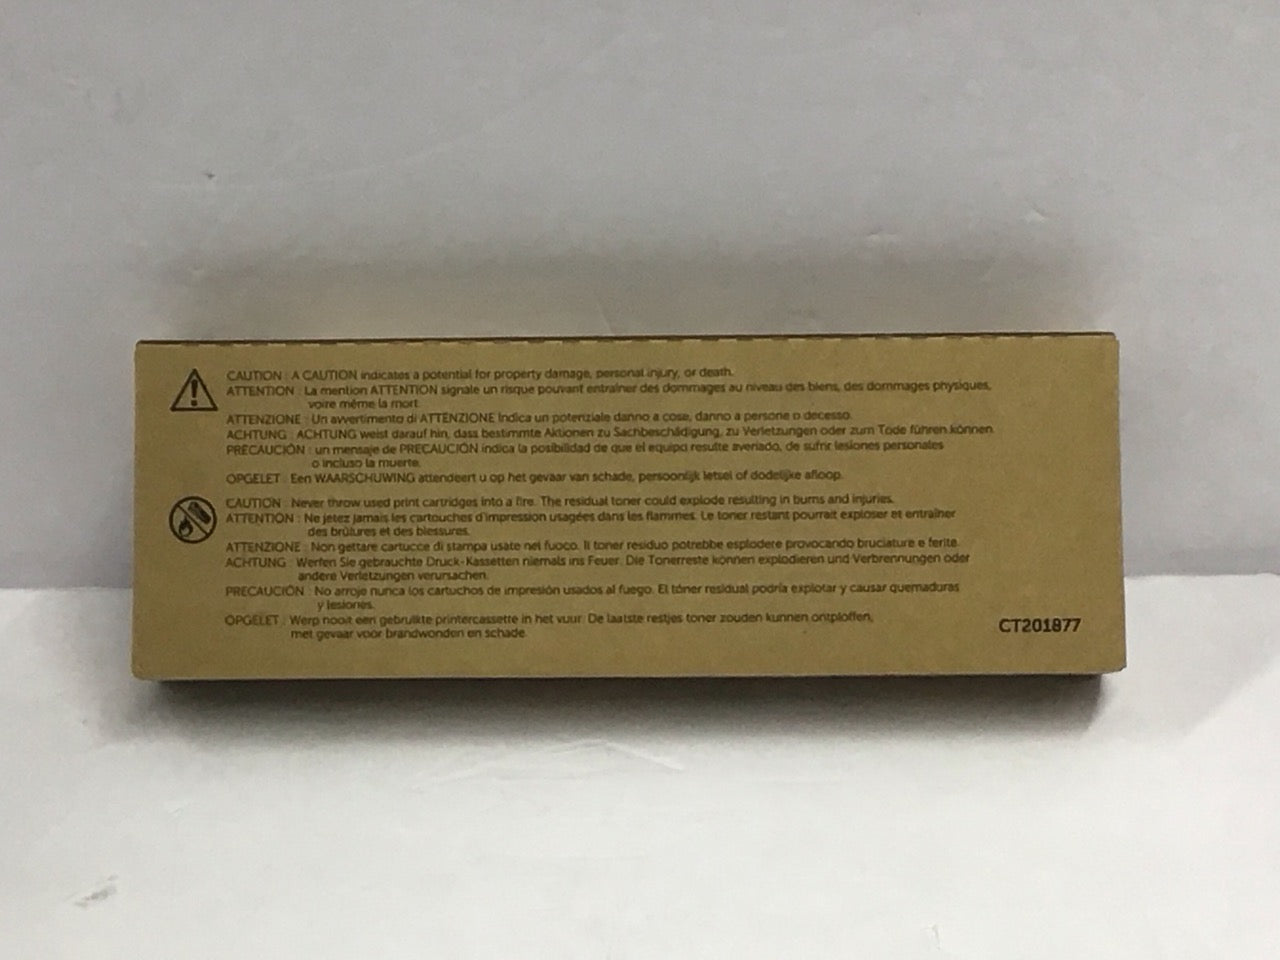 CAUTION : A CAUTION indicates a potential for property damage, personal injury, or death.
ATTENTION : La mention ATTENTION signale un risque pouvant entraîner des dommages au niveau des biens, des dommages physiques,
voire même la mort.
ATTENZIONE : Un avvertimento di ATTENZIONE Indica un potenziale danno a cose, danno a persone o decesso.
ACHTUNG : ACHTUNG weist darauf hin, dass bestimmte Aktionen zu Sachbeschädigung, zu Verletzungen oder zum Tode führen können.
PRECAUCIÓN : un mensaje de PRECAUCIÓN indica la posibilidad de que el equipo resulte averiado, de sufrir lesiones personales
o incluso la muerte.
OPGELET : Een WAARSCHUWING attendeert u op het gevaar van schade, persoonlijk letsel of dodelijke afloop.
CAUTION : Never throw used print cartridges into a fire. The residual toner could explode resulting in burns and injuries.
ATTENTION : Ne jetez jamais les cartouches d'impression usagées dans les flammes. Le toner restant pourrait exploser et entraîner
des brûlures et des blessures.
ATTENZIONE : Non gettare cartucce di stampa usate nel fuoco. Il toner residuo potrebbe esplodere provocando bruciature e ferite.
ACHTUNG : Werfen Sie gebrauchte Druck-Kassetten niemals ins Feuer. Die Tonerreste können explodieren und Verbrennungen oder
andere Verletzungen verursachen.
PRECAUCIÓN : No arroje nunca los cartuchos de impresión usados al fuego. El tóner residual podría explotar y causar quemaduras
y lesiones.
OPGELET : Werp nooit een gebruikte printercassette in het vuur. De laatste restjes toner zouden kunnen ontploffen,
met gevaar voor brandwonden en schade.
CT201877